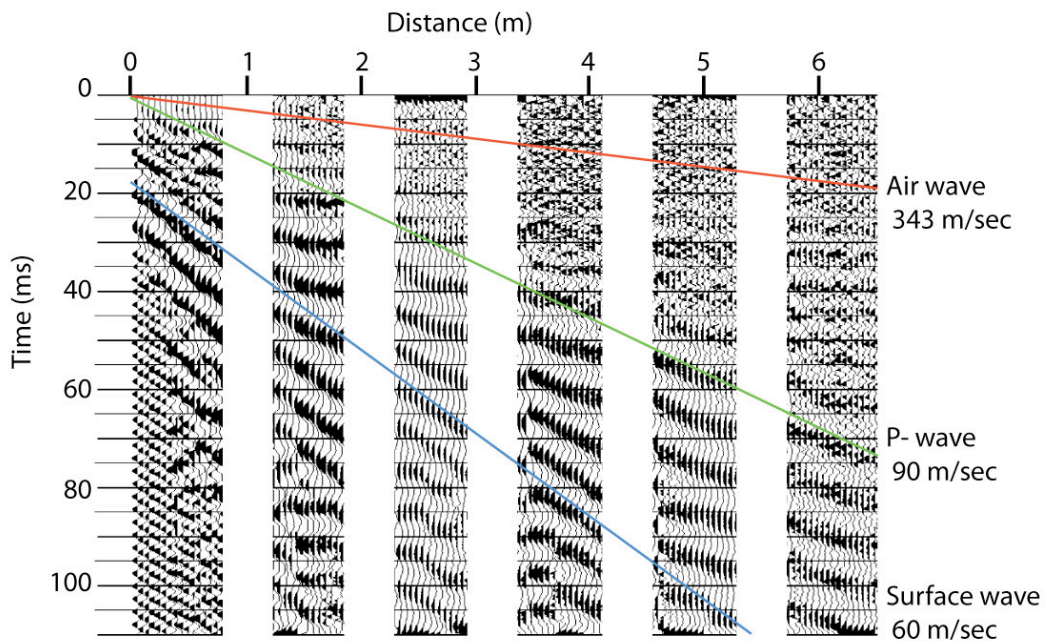 Distance (m)
0 1 2 3 4 5 6
0
20
40
60
80
100
Time (ms)
Air wave
343 m/sec
P- wave
90 m/sec
Surface wave
60 m/sec